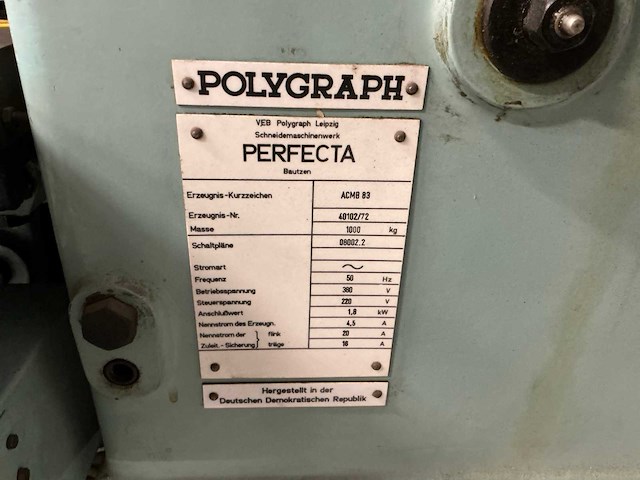 POLYGRAPH
VEB Polygraph Leipzig
Schneidemaschinenwerk
PERFECTA
Bautzen
Erzeugnis-Kurzzeichen ACMB 83
Erzeugnis-Nr. 40102/72
Masse 1000 kg
Schaltpläne 08002.2
Stromart ~
Frequenz 50 Hz
Betriebsspannung 380 V
Steuerspannung 220 V
Anschlußwert 1,8 kW
Nennstrom des Erzeugn. 4,5 A
Nennstrom der } flink 20 A
Zuleit.-Sicherung } träge 16 A
Hergestellt in der
Deutschen Demokratischen Republik